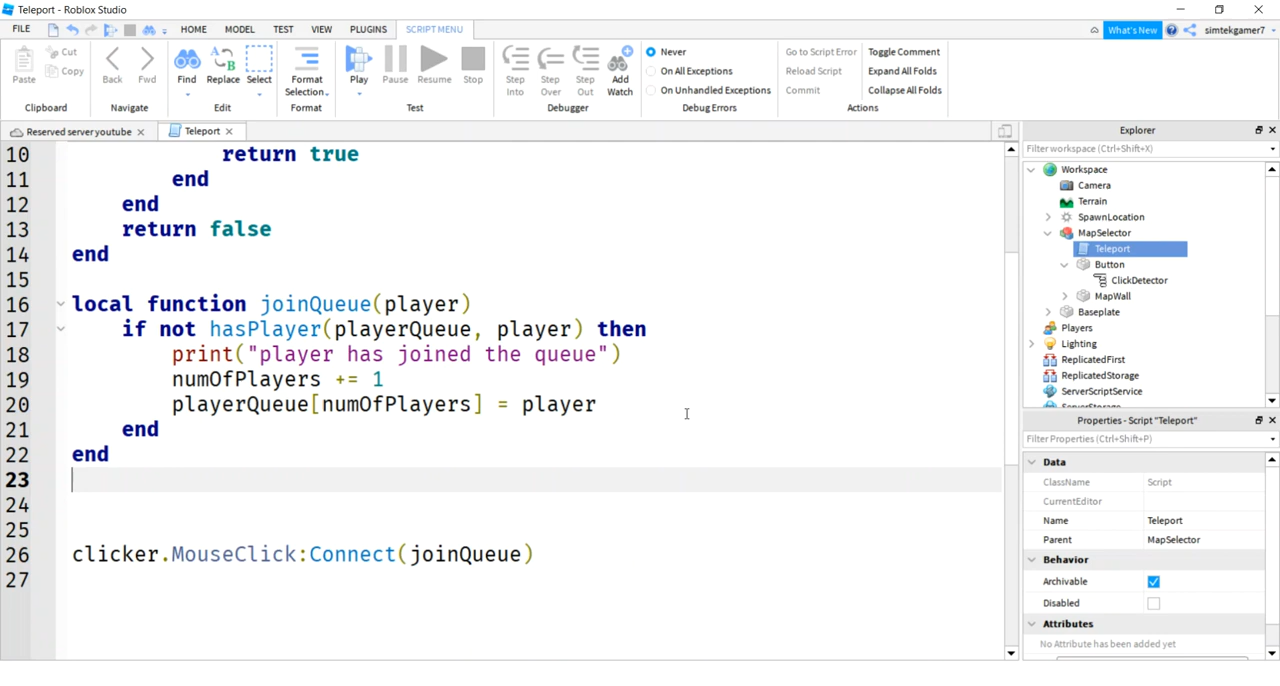 Teleport - Roblox Studio
FILE HOME MODEL TEST VIEW PLUGINS SCRIPT MENU What's New simtekgamer7
Paste Cut Copy Back Fwd Find Replace Select Format Selection Play Pause Resume Stop Step Into Step Over Step Out Add Watch
Never
On All Exceptions
On Unhandled Exceptions
Go to Script Error
Reload Script
Commit
Toggle Comment
Expand All Folds
Collapse All Folds
Clipboard Navigate Edit Format Test Debugger Debug Errors Actions
Reserved server youtube Teleport
10 return true
11 end
12 end
13 return false
14 end
15
16 local function joinQueue(player)
17 if not hasPlayer(playerQueue, player) then
18 print("player has joined the queue")
19 numOfPlayers += 1
20 playerQueue[numOfPlayers] = player
21 end
22 end
23
24
25
26 clicker.MouseClick:Connect(joinQueue)
27
Explorer
Filter workspace (Ctrl+Shift+X)
Workspace
Camera
Terrain
SpawnLocation
MapSelector
Teleport
Button
ClickDetector
MapWall
Baseplate
Players
Lighting
ReplicatedFirst
ReplicatedStorage
ServerScriptService
ServerStorage
Properties - Script "Teleport"
Filter Properties (Ctrl+Shift+P)
Data
ClassName Script
CurrentEditor
Name Teleport
Parent MapSelector
Behavior
Archivable
Disabled
Attributes
No Attribute has been added yet